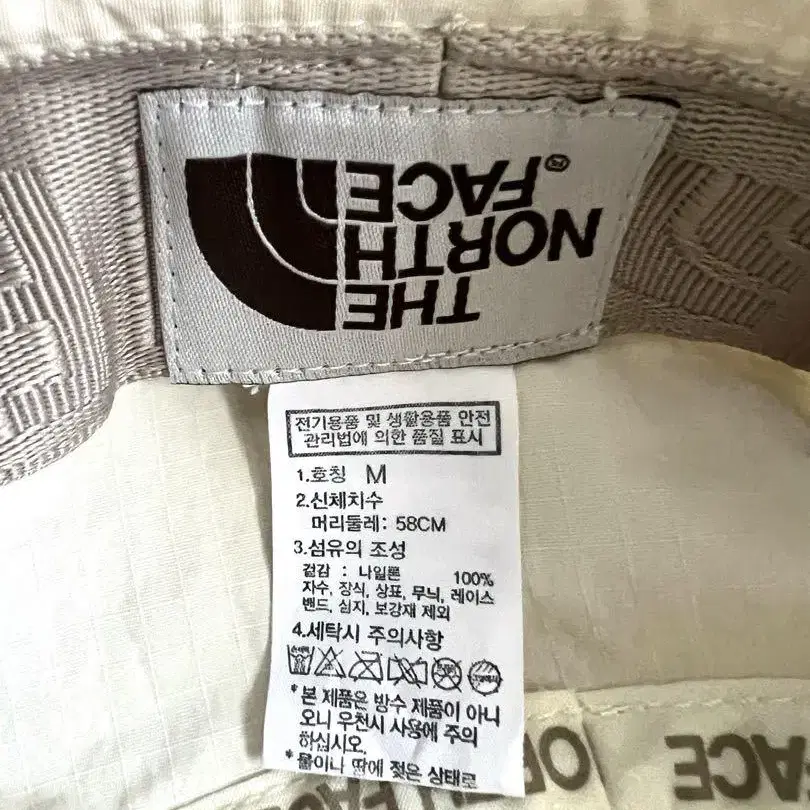 THE
NORTH
FACE ®
전기용품 및 생활용품 안전
관리법에 의한 품질 표시
1.호칭 M
2.신체치수
머리둘레: 58CM
3.섬유의 조성
겉감 : 나일론 100%
자수, 장식, 상표, 무늬, 레이스
밴드, 심지, 보강재 제외
4.세탁시 주의사항
*본 제품은 방수 제품이 아니
오니 우천시 사용에 주의
하십시오.
*물이나 땀에 젖은 상태로
FACE